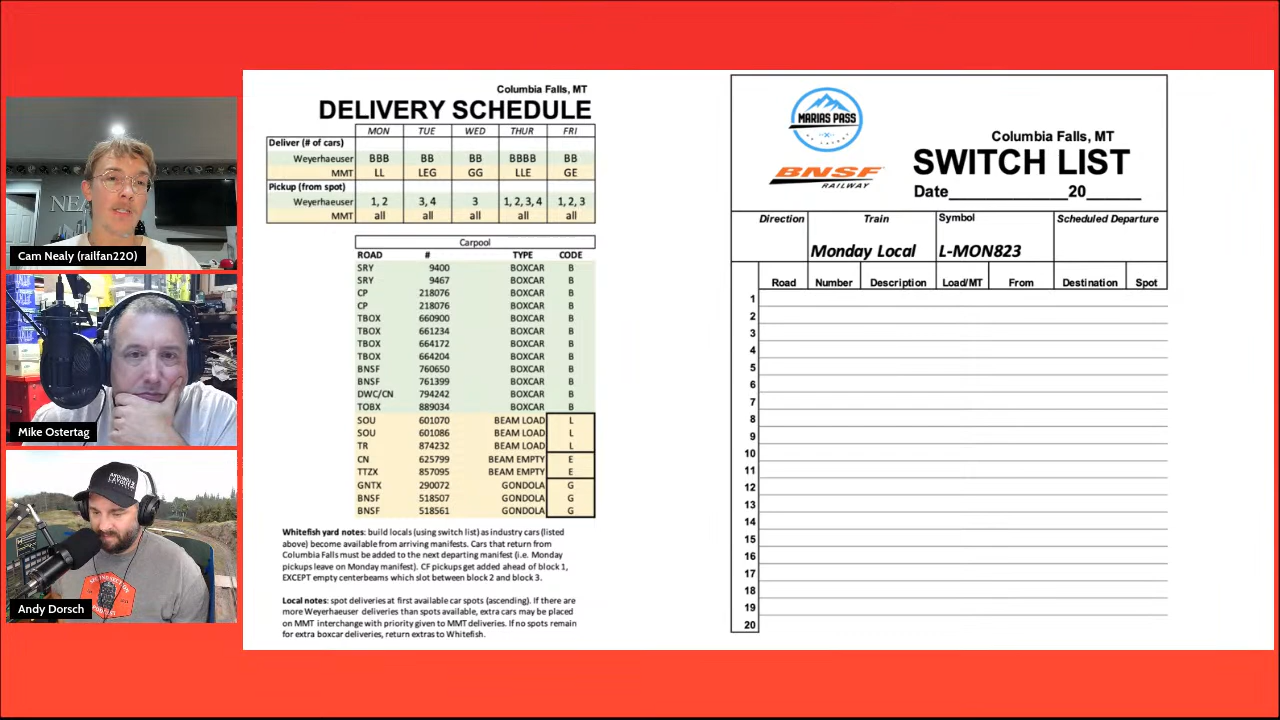 Cam Nealy (railfan220)
Mike Ostertag
Andy Dorsch
Columbia Falls, MT
DELIVERY SCHEDULE
MON TUE WED THUR FRI
Deliver (# of cars)
Weyerhaeuser BBB BB BB BBBB BB
MMT LL LEG GG LLE GE
Pickup (from spot)
Weyerhaeuser 1, 2 3, 4 3 1, 2, 3, 4 1, 2, 3
MMT all all all all all
Carpool
ROAD # TYPE CODE
SRY 9400 BOXCAR B
SRY 9467 BOXCAR B
CP 218076 BOXCAR B
CP 218076 BOXCAR B
TBOX 660900 BOXCAR B
TBOX 661234 BOXCAR B
TBOX 664172 BOXCAR B
TBOX 664204 BOXCAR B
BNSF 760650 BOXCAR B
BNSF 761399 BOXCAR B
DWC/CN 794242 BOXCAR B
TOBX 889034 BOXCAR B
SOU 601070 BEAM LOAD L
SOU 601086 BEAM LOAD L
TR 874232 BEAM LOAD L
CN 625799 BEAM EMPTY E
TTZX 857095 BEAM EMPTY E
GNTX 290072 GONDOLA G
BNSF 518507 GONDOLA G
BNSF 518561 GONDOLA G
Whitefish yard notes: build locals (using switch list) as industry cars (listed
above) become available from arriving manifests. Cars that return from
Columbia Falls must be added to the next departing manifest (i.e. Monday
pickups leave on Monday manifest). CF pickups get added ahead of block 1,
EXCEPT empty centerbeams which slot between block 2 and block 3.
Local notes: spot deliveries at first available car spots (ascending). If there are
more Weyerhaeuser deliveries than spots available, extra cars may be placed
on MMT interchange with priority given to MMT deliveries. If no spots remain
for extra boxcar deliveries, return extras to Whitefish.
MARIAS PASS
BNSF
RAILWAY
Columbia Falls, MT
SWITCH LIST
Date_____________20______
Direction Train Symbol Scheduled Departure
Monday Local L-MON823
Road Number Description Load/MT From Destination Spot
1
2
3
4
5
6
7
8
9
10
11
12
13
14
15
16
17
18
19
20